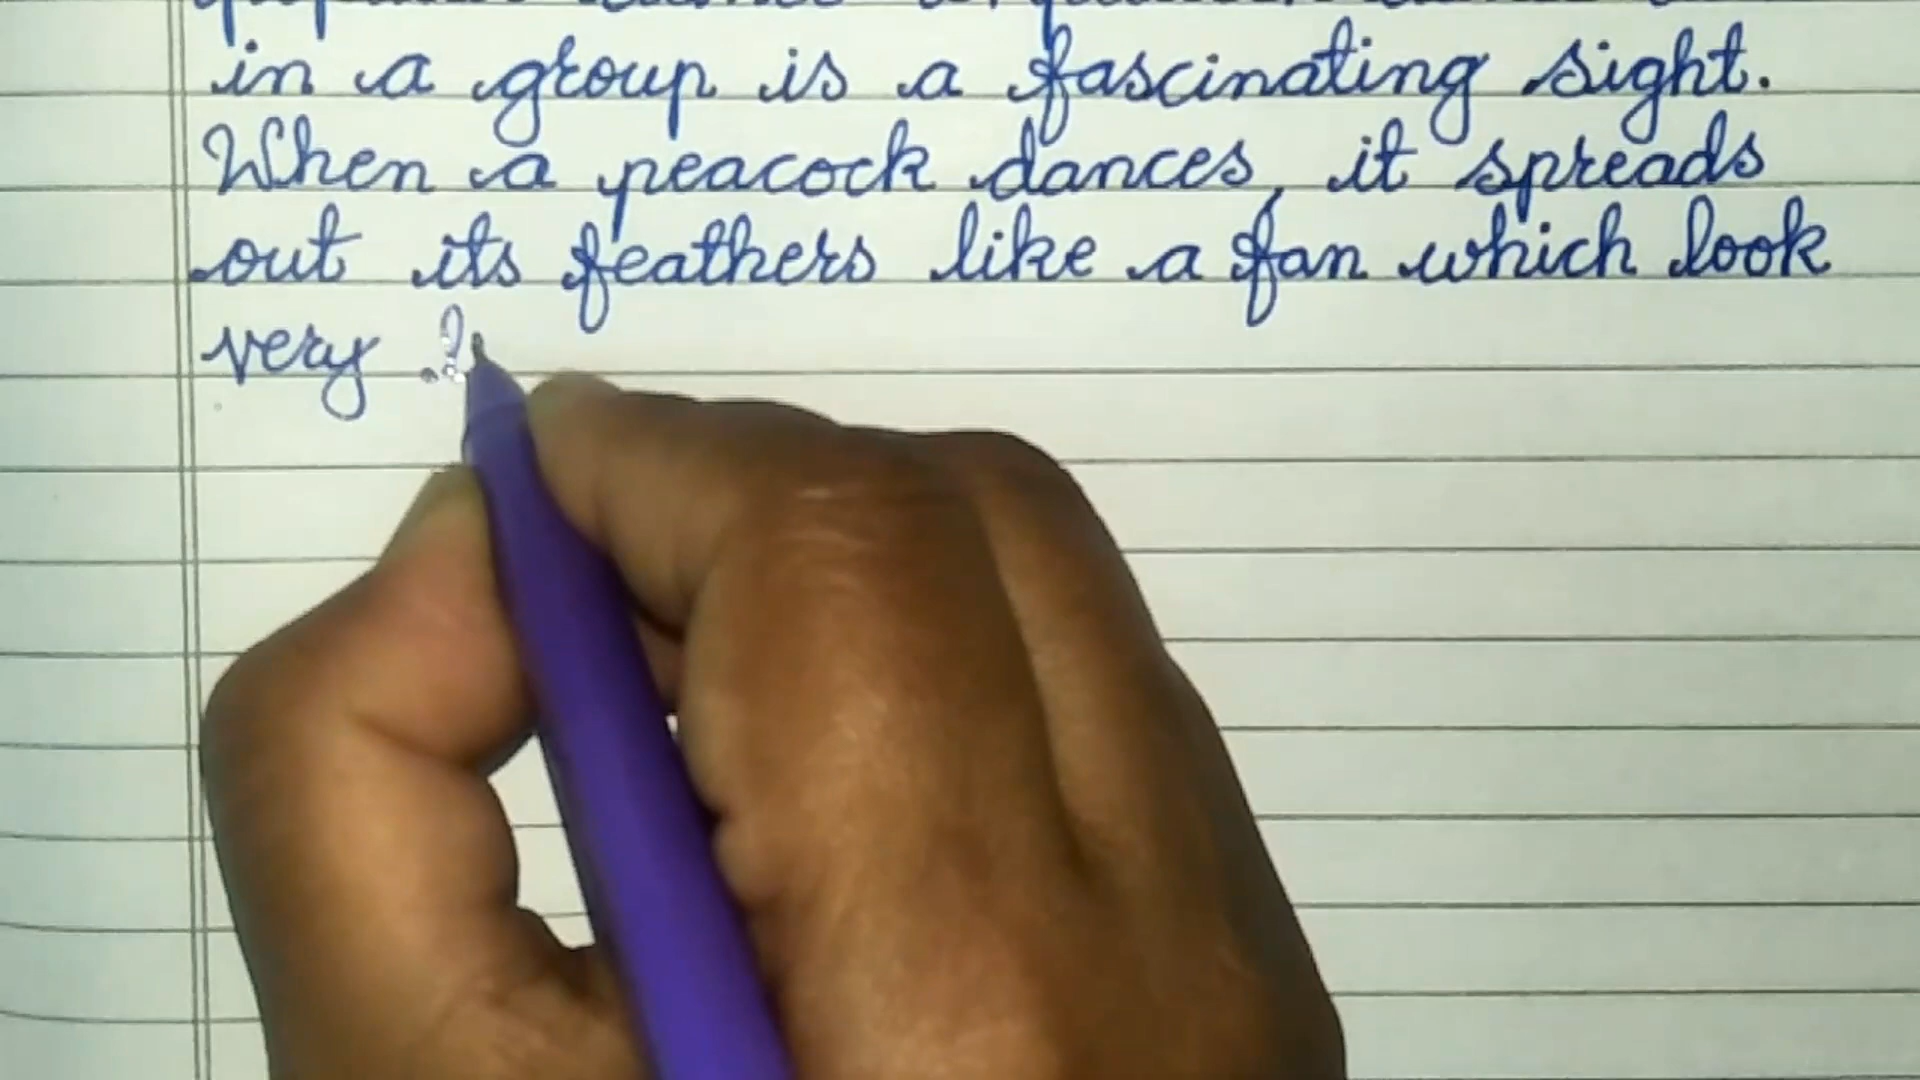 in a group is a fascinating sight.
When a peacock dances, it spreads
out its feathers like a fan which look
very